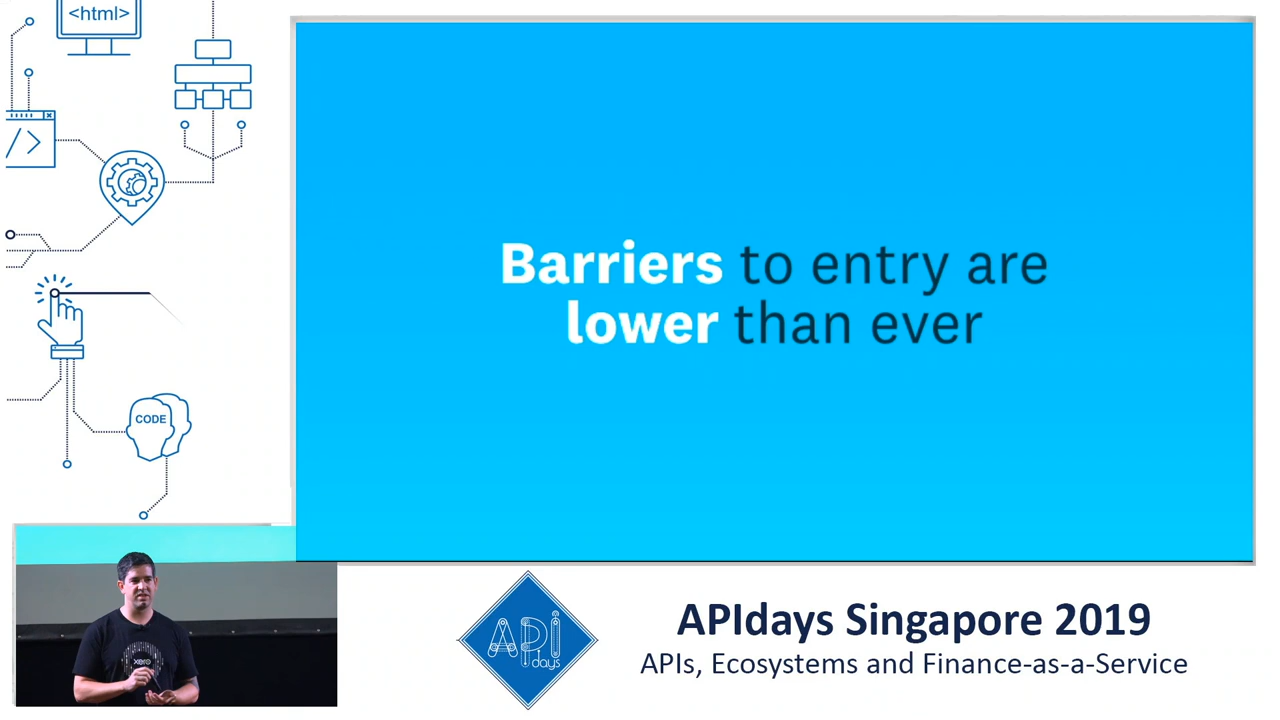 <html>
</>
CODE
Barriers to entry are
lower than ever
xero
API
days
APIdays Singapore 2019
APIs, Ecosystems and Finance-as-a-Service